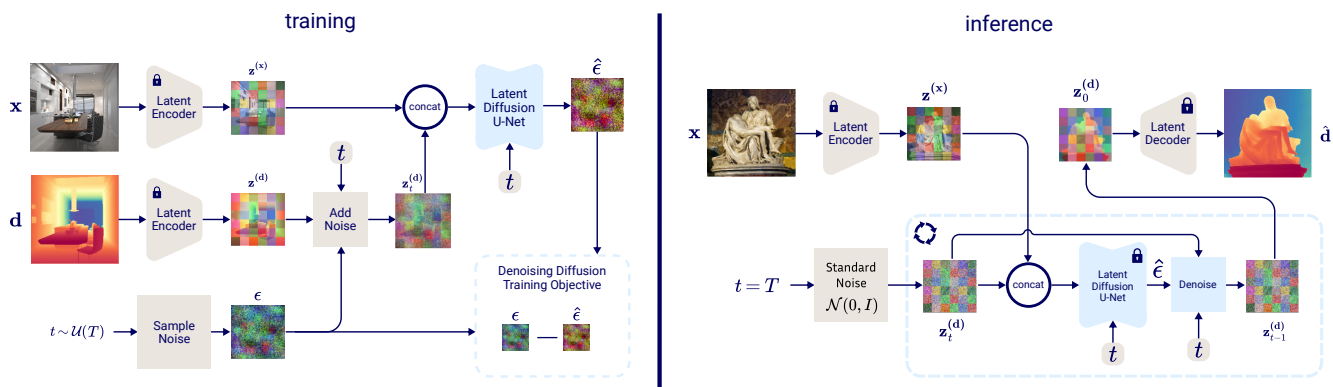 training
x
Latent
Encoder
z^(x)
concat
Latent
Diffusion
U-Net
ϵ̂
t
t
d
Latent
Encoder
z^(d)
Add
Noise
z_t^(d)
t ~ U(T)
Sample
Noise
ϵ
Denoising Diffusion
Training Objective
ϵ — ϵ̂
inference
x
Latent
Encoder
z^(x)
z_0^(d)
Latent
Decoder
d̂
t = T
Standard
Noise
N(0, I)
z_t^(d)
concat
Latent
Diffusion
U-Net
ϵ̂
Denoise
z_{t-1}^(d)
t
t